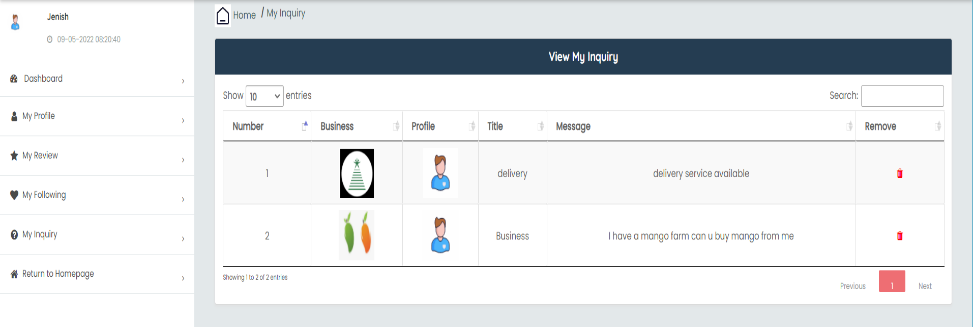 Jenish
09-05-2022 08:20:40
Dashboard
My Profile
My Review
My Following
My Inquiry
Return to Homepage
Home / My Inquiry
View My Inquiry
Show 10 entries
Search:
Number Business Profile Title Message Remove
1 delivery delivery service available
2 Business I have a mango farm can u buy mango from me
Showing 1 to 2 of 2 entries
Previous 1 Next